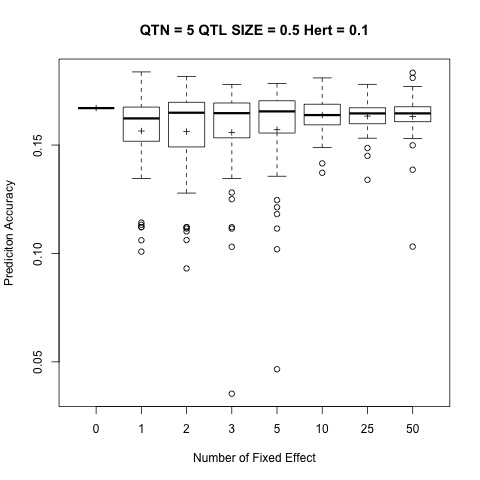 QTN = 5 QTL SIZE = 0.5 Hert = 0.1
Prediciton Accuracy
0.15
0.10
0.05
0 1 2 3 5 10 25 50
Number of Fixed Effect